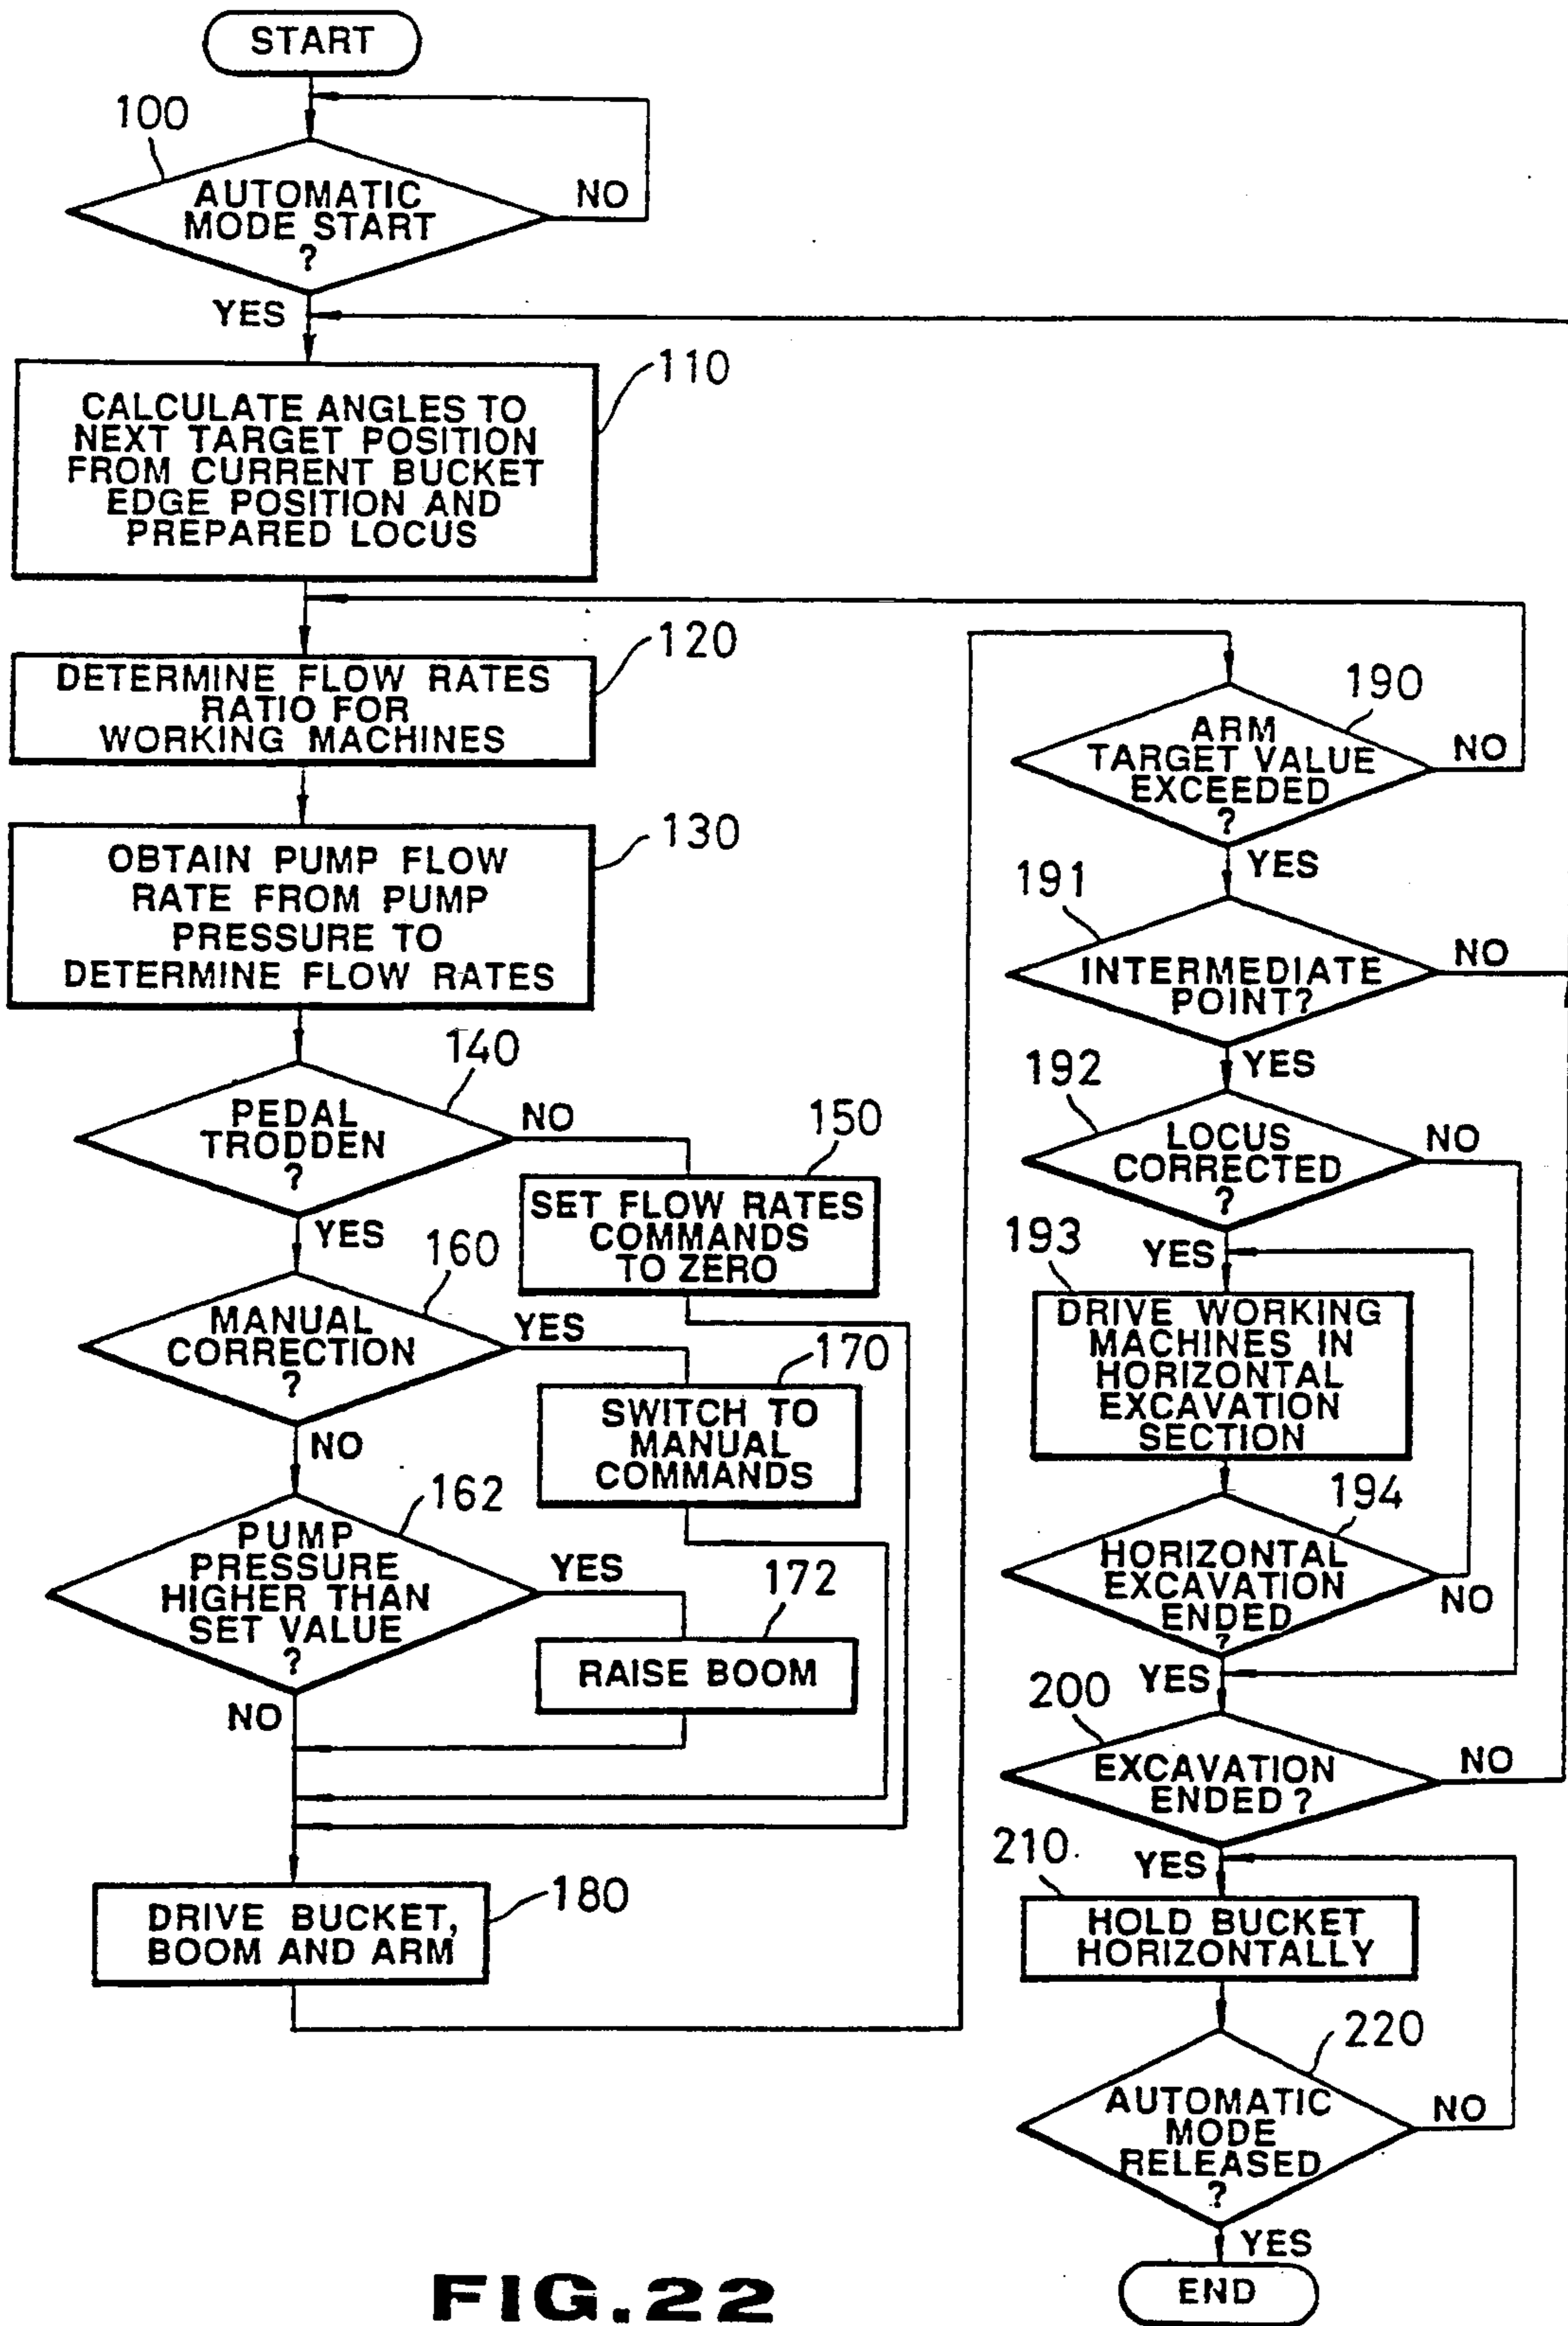 START
100
AUTOMATIC
MODE START
?
NO
YES
110
CALCULATE ANGLES TO
NEXT TARGET POSITION
FROM CURRENT BUCKET
EDGE POSITION AND
PREPARED LOCUS
120
DETERMINE FLOW RATES
RATIO FOR
WORKING MACHINES
130
OBTAIN PUMP FLOW
RATE FROM PUMP
PRESSURE TO
DETERMINE FLOW RATES
140
PEDAL
TRODDEN
?
NO
YES
150
SET FLOW RATES
COMMANDS
TO ZERO
160
MANUAL
CORRECTION
?
YES
NO
170
SWITCH TO
MANUAL
COMMANDS
162
PUMP
PRESSURE
HIGHER THAN
SET VALUE
?
YES
NO
172
RAISE BOOM
180
DRIVE BUCKET,
BOOM AND ARM
190
ARM
TARGET VALUE
EXCEEDED
?
NO
YES
191
INTERMEDIATE
POINT?
NO
YES
192
LOCUS
CORRECTED
?
NO
YES
193
DRIVE WORKING
MACHINES IN
HORIZONTAL
EXCAVATION
SECTION
194
HORIZONTAL
EXCAVATION
ENDED
?
NO
YES
200
EXCAVATION
ENDED?
NO
YES
210
HOLD BUCKET
HORIZONTALLY
220
AUTOMATIC
MODE
RELEASED
?
NO
YES
END
FIG.22